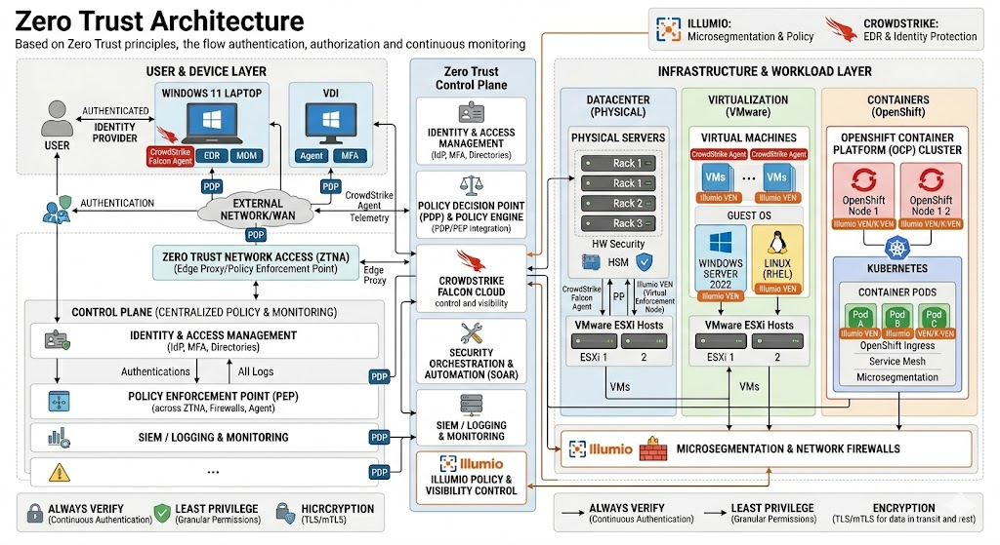 Zero Trust Architecture
Based on Zero Trust principles, the flow authentication, authorization and continuous monitoring
ILLUMIO:
Microsegmentation & Policy
CROWDSTRIKE:
EDR & Identity Protection
USER & DEVICE LAYER
WINDOWS 11 LAPTOP
VDI
USER
AUTHENTICATED
IDENTITY
PROVIDER
CrowdStrike
Falcon Agent
EDR
MDM
Agent
MFA
PDP
PDP
AUTHENTICATION
EXTERNAL
NETWORK/WAN
CrowdStrike
Agent
Telemetry
PDP
ZERO TRUST NETWORK ACCESS (ZTNA)
(Edge Proxy/Policy Enforcement Point)
Edge
Proxy
CONTROL PLANE (CENTRALIZED POLICY & MONITORING)
IDENTITY & ACCESS MANAGEMENT
(IdP, MFA, Directories)
Authentications
All Logs
PDP
POLICY ENFORCEMENT POINT (PEP)
(across ZTNA, Firewalls, Agent)
SIEM / LOGGING & MONITORING
PDP
...
PDP
ALWAYS VERIFY
(Continuous Authentication)
LEAST PRIVILEGE
(Granular Permissions)
HICRCRYPTION
(TLS/mTLS)
Zero Trust
Control Plane
IDENTITY & ACCESS
MANAGEMENT
(IdP, MFA, Directories)
POLICY DECISION POINT
(PDP) & POLICY ENGINE
(PDP/PEP integration)
CROWDSTRIKE
FALCON CLOUD
control and visibility
SECURITY
ORCHESTRATION &
AUTOMATION (SOAR)
SIEM / LOGGING
& MONITORING
Illumio
ILLUMIO POLICY &
VISIBILITY CONTROL
INFRASTRUCTURE & WORKLOAD LAYER
DATACENTER
(PHYSICAL)
PHYSICAL SERVERS
Rack 1
Rack 1
Rack 2
Rack 3
HW Security
HSM
CrowdStrike
Falcon
Agent
PP
Illumio VEN
(Virtual
Enforcement
Node)
VMware ESXi Hosts
ESXi 1
2
VMs
VIRTUALIZATION
(VMware)
VIRTUAL MACHINES
CrowdStrike Agent
CrowdStrike Agent
VMs
...
VMs
Illumio VEN
Illumio VEN
GUEST OS
WINDOWS
SERVER
2022
Illumio VEN
LINUX
(RHEL)
Illumio VEN
VMware ESXi Hosts
ESXi 1
2
VMs
CONTAINERS
(OpenShift)
OPENSHIFT CONTAINER
PLATFORM (OCP) CLUSTER
OpenShift
Node 1
Illumio VEN/K-VEN
OpenShift
Node 1 2
Illumio VEN/K-VEN
KUBERNETES
CONTAINER PODS
Pod
A
Pod
B
Pod
C
Illumio VEN
VEN/K-VEN
OpenShift Ingress
Service Mesh
Microsegmentation
Illumio
MICROSEGMENTATION & NETWORK FIREWALLS
ALWAYS VERIFY
(Continuous Authentication)
LEAST PRIVILEGE
(Granular Permissions)
ENCRYPTION
(TLS/mTLS for data in transit and rest)